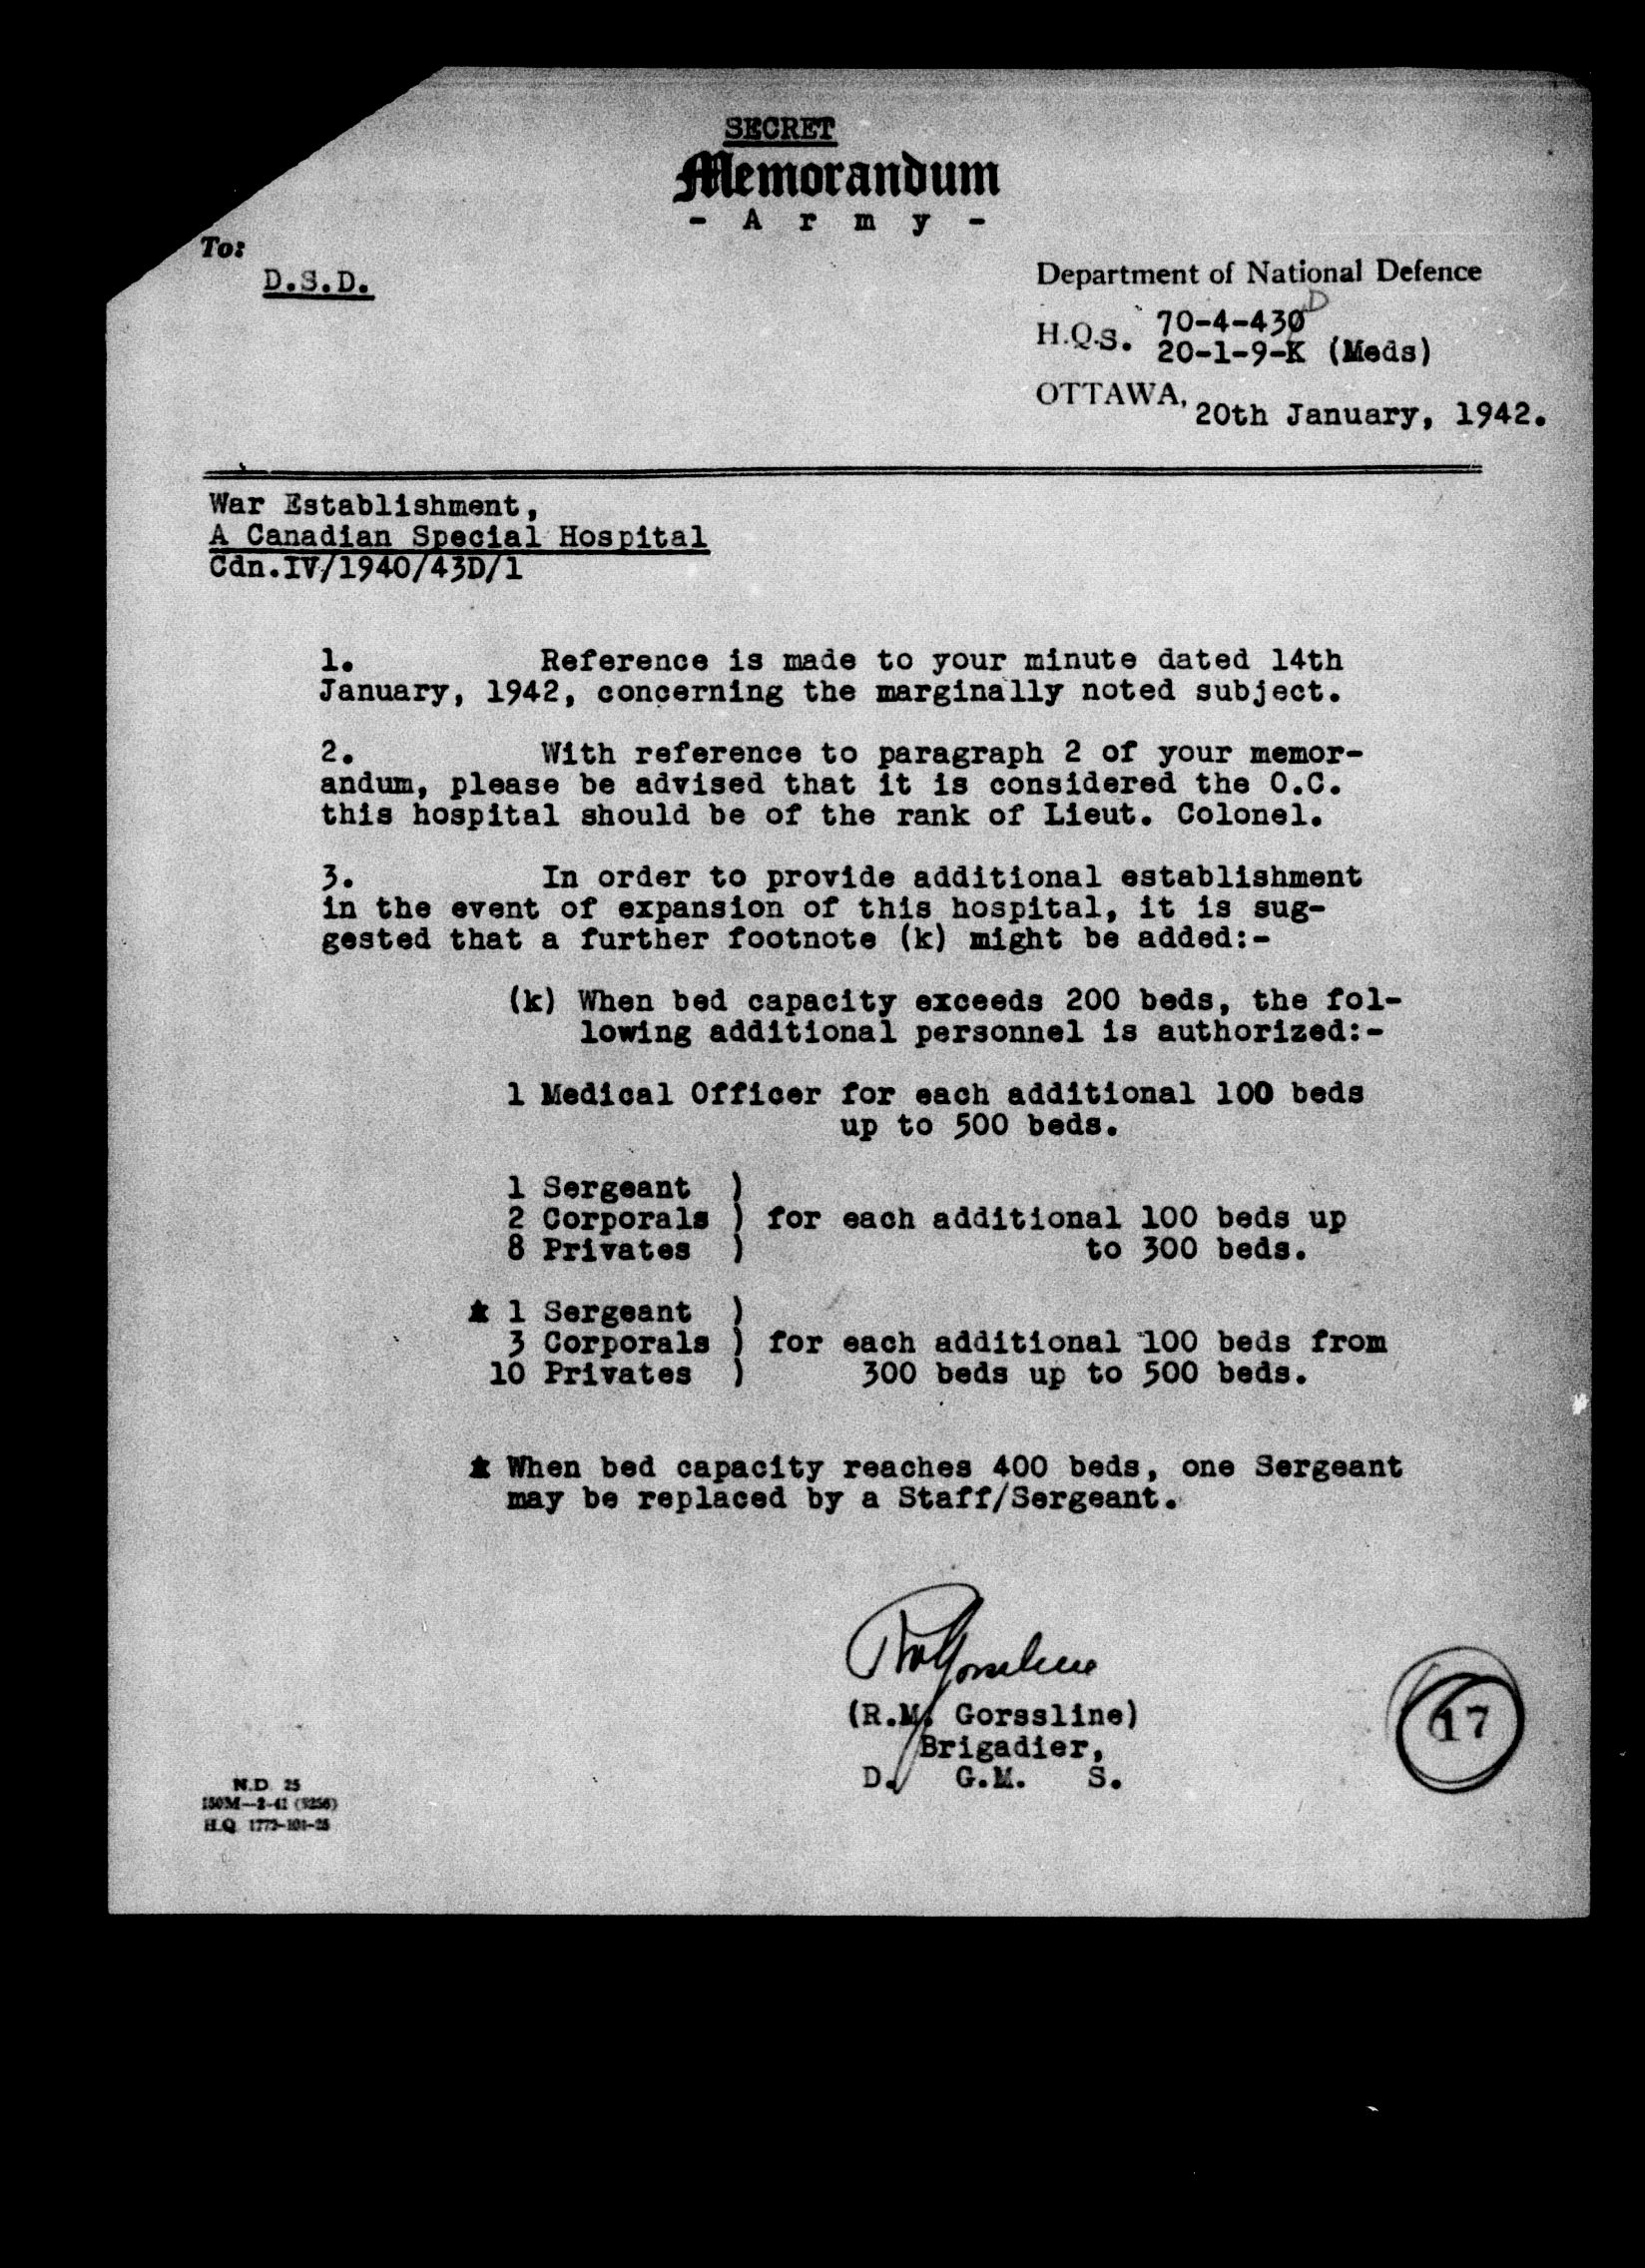 SECRET
Memorandum
- A r m y -
To:
D.S.D.
Department of National Defence
H.Q.S. 70-4-430 D
20-1-9-K (Meds)
OTTAWA, 20th January, 1942.
War Establishment,
A Canadian Special Hospital
Cdn.IV/1940/43D/1
1. Reference is made to your minute dated 14th
January, 1942, concerning the marginally noted subject.
2. With reference to paragraph 2 of your memor-
andum, please be advised that it is considered the O.C.
this hospital should be of the rank of Lieut. Colonel.
3. In order to provide additional establishment
in the event of expansion of this hospital, it is sug-
gested that a further footnote (k) might be added:-
(k) When bed capacity exceeds 200 beds, the fol-
lowing additional personnel is authorized:-
1 Medical Officer for each additional 100 beds
up to 500 beds.
1 Sergeant )
2 Corporals ) for each additional 100 beds up
8 Privates ) to 300 beds.
* 1 Sergeant )
3 Corporals ) for each additional 100 beds from
10 Privates ) 300 beds up to 500 beds.
* When bed capacity reaches 400 beds, one Sergeant
may be replaced by a Staff/Sergeant.
(R.M. Gorssline)
Brigadier,
D. G.M. S.
17
N.D. 25
150M-2-41 (5256)
H.Q. 1772-101-25